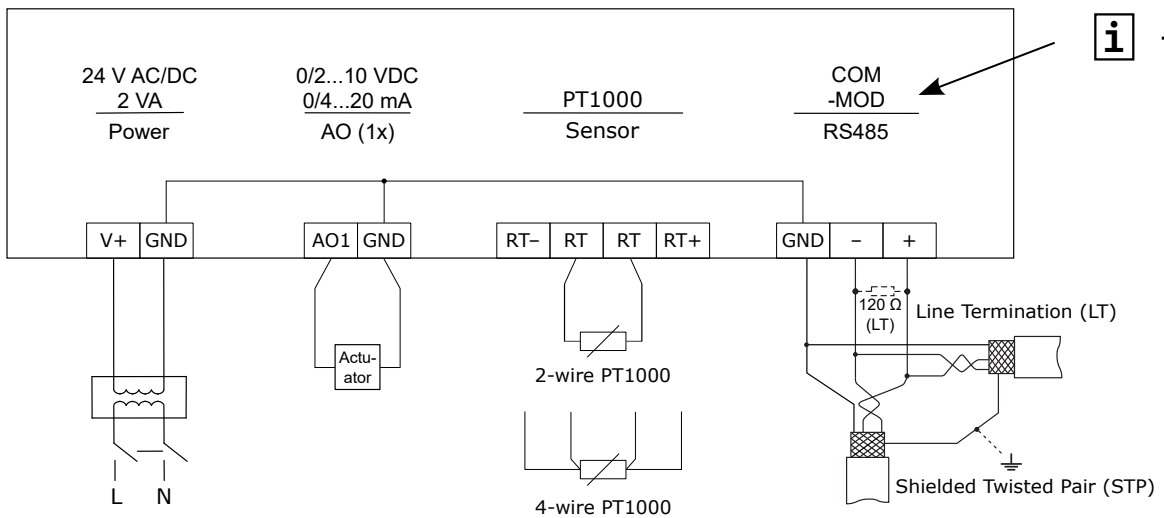 24 V AC/DC
2 VA
Power
0/2...10 VDC
0/4...20 mA
AO (1x)
PT1000
Sensor
COM
-MOD
RS485
i
V+ GND
AO1 GND
RT– RT RT RT+
GND – +
120 Ω
(LT)
Line Termination (LT)
Actu-
ator
2-wire PT1000
L N
4-wire PT1000
Shielded Twisted Pair (STP)